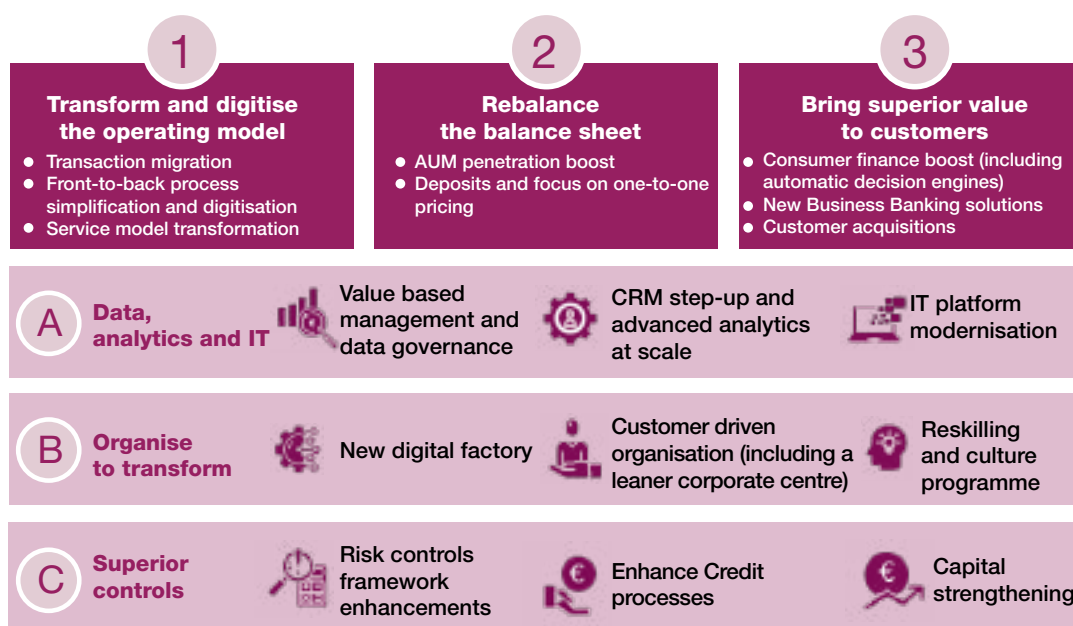 1
Transform and digitise
the operating model
Transaction migration
Front-to-back process
simplification and digitisation
Service model transformation
2
Rebalance
the balance sheet
AUM penetration boost
Deposits and focus on one-to-one
pricing
3
Bring superior value
to customers
Consumer finance boost (including
automatic decision engines)
New Business Banking solutions
Customer acquisitions
A
Data,
analytics and IT
Value based
management and
data governance
CRM step-up and
advanced analytics
at scale
IT platform
modernisation
B
Organise
to transform
New digital factory
Customer driven
organisation (including a
leaner corporate centre)
Reskilling
and culture
programme
C
Superior
controls
Risk controls
framework
enhancements
€
Enhance Credit
processes
€
Capital
strengthening